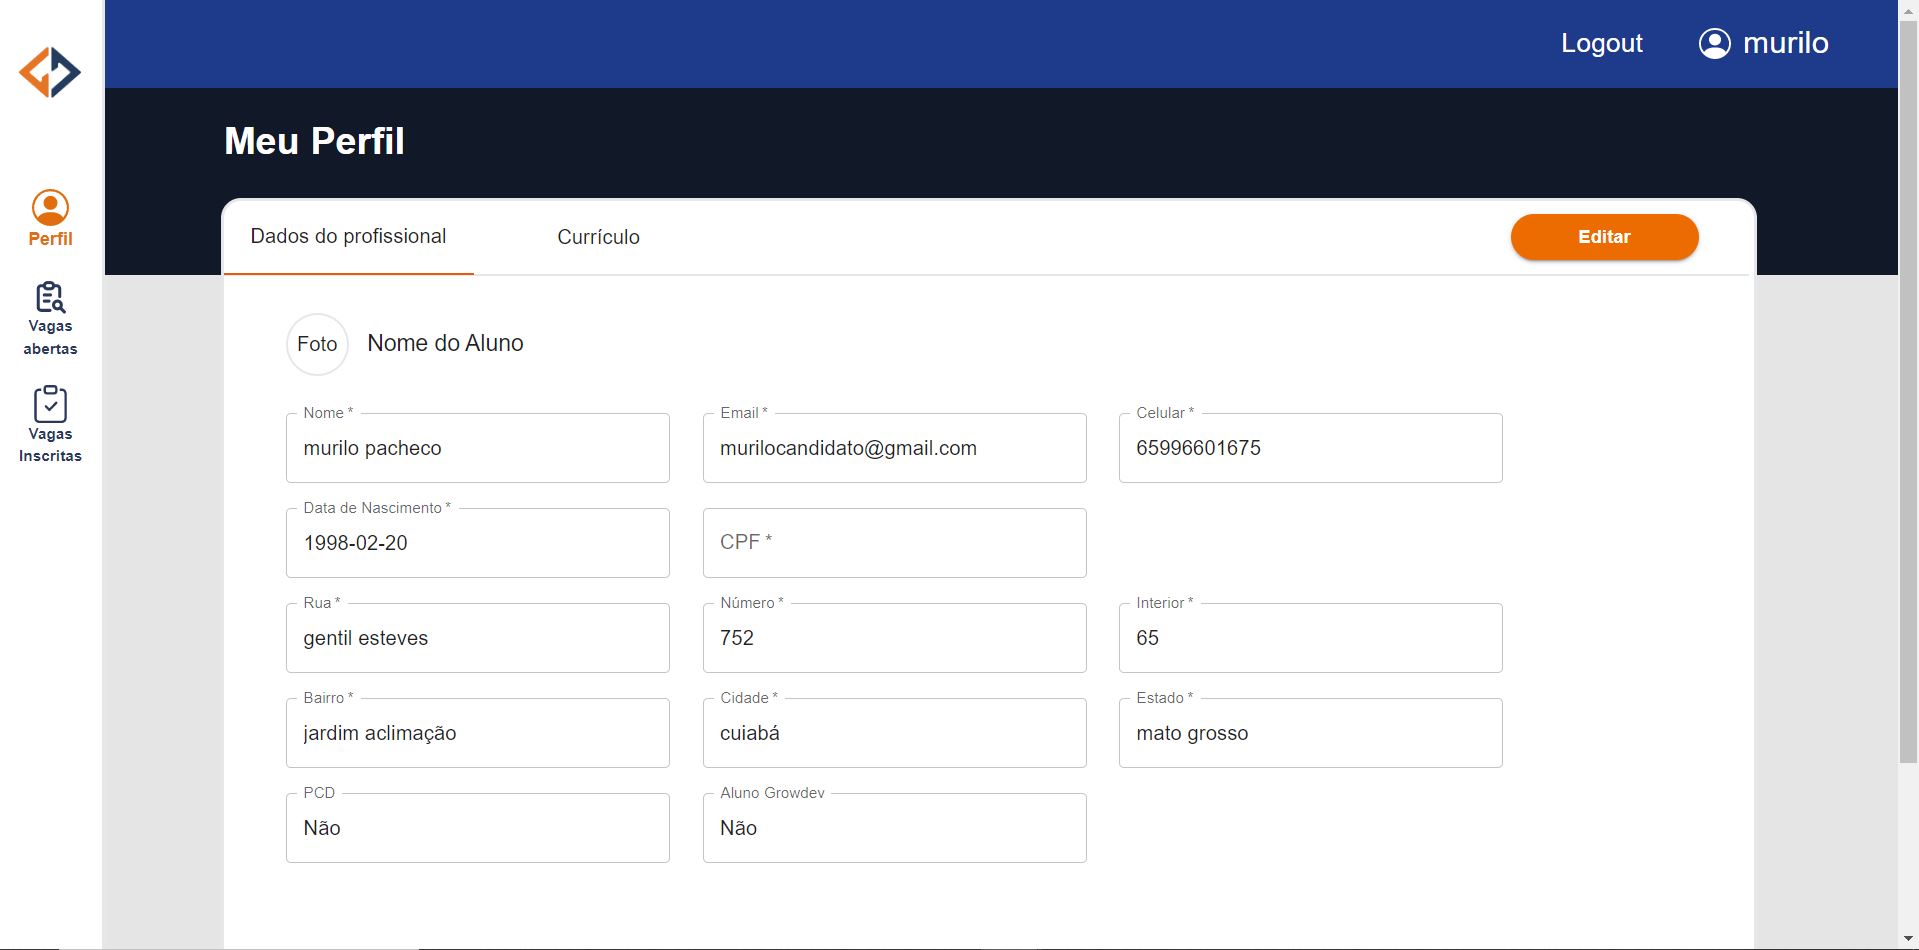 Logout
murilo
Meu Perfil
Perfil
Vagas
abertas
Vagas
Inscritas
Dados do profissional
Currículo
Editar
Foto
Nome do Aluno
Nome *
murilo pacheco
Email *
murilocandidato@gmail.com
Celular *
65996601675
Data de Nascimento *
1998-02-20
CPF *
Rua *
gentil esteves
Número *
752
Interior *
65
Bairro *
jardim aclimação
Cidade *
cuiabá
Estado *
mato grosso
PCD
Não
Aluno Growdev
Não